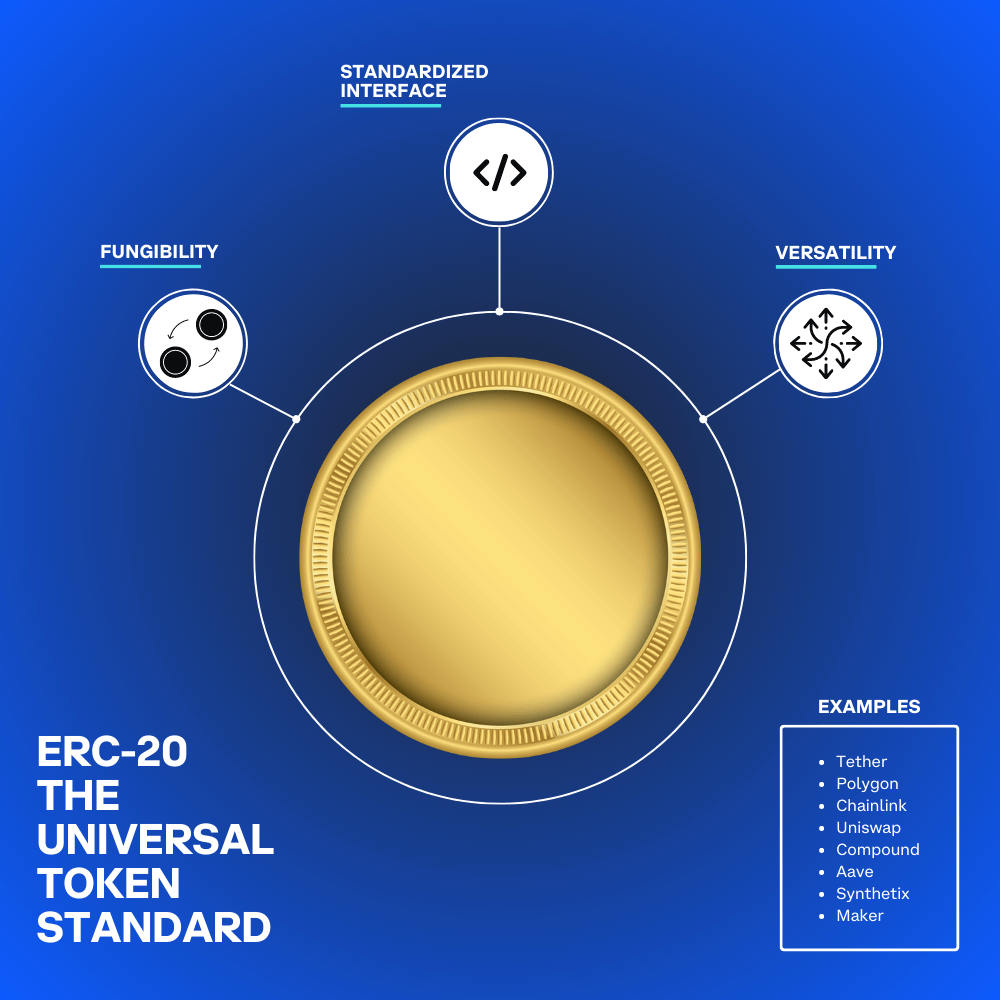 STANDARDIZED
INTERFACE
FUNGIBILITY
VERSATILITY
ERC-20
THE
UNIVERSAL
TOKEN
STANDARD
EXAMPLES
Tether
Polygon
Chainlink
Uniswap
Compound
Aave
Synthetix
Maker